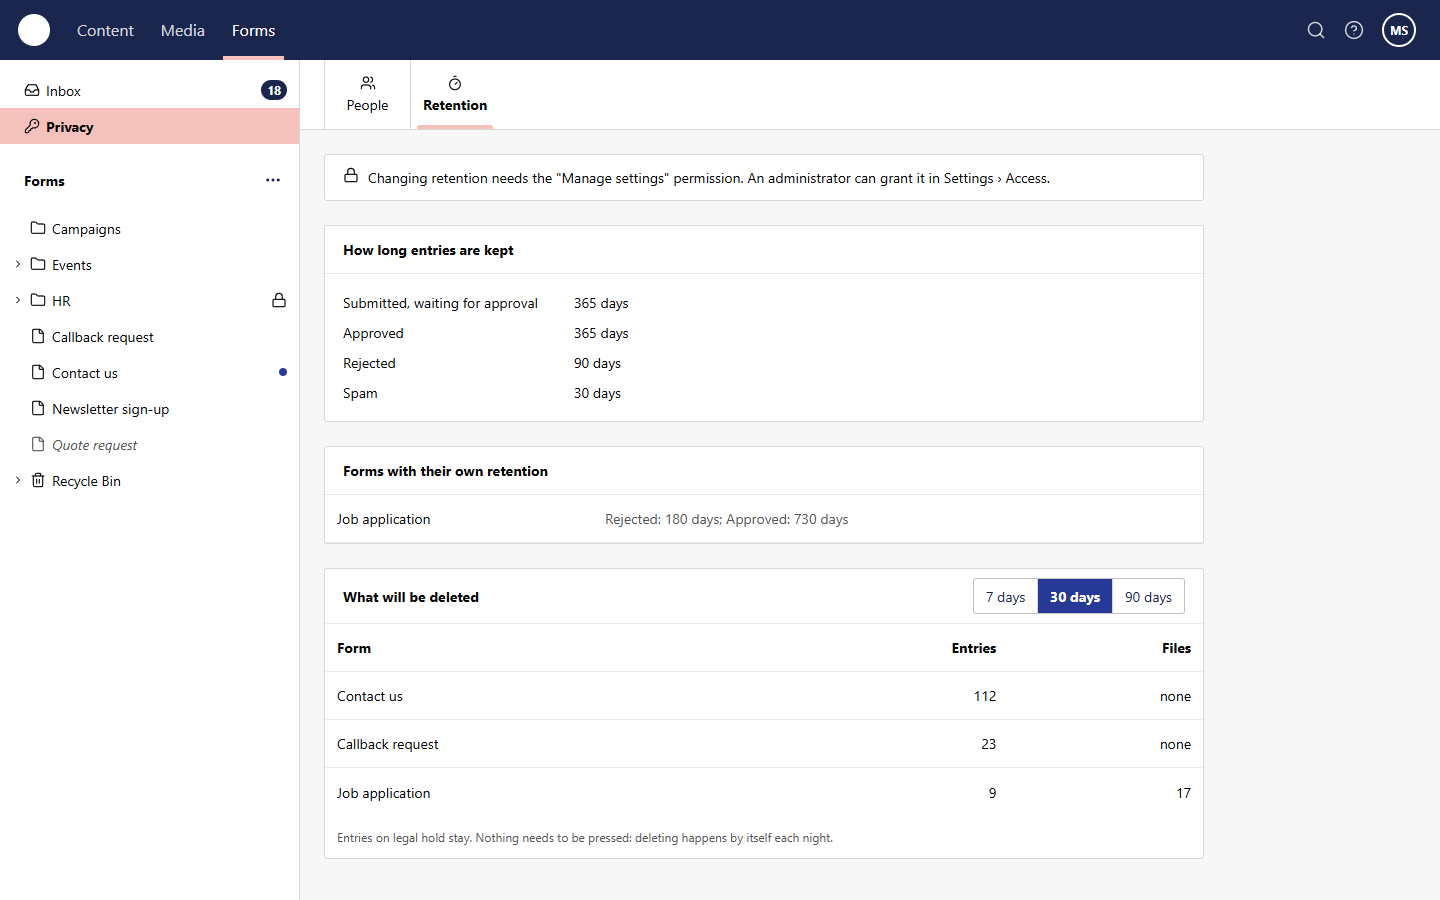 Content Media Forms
MS
Inbox 18
Privacy
Forms
Campaigns
Events
HR
Callback request
Contact us
Newsletter sign-up
Quote request
Recycle Bin
People
Retention
Changing retention needs the "Manage settings" permission. An administrator can grant it in Settings › Access.
How long entries are kept
Submitted, waiting for approval 365 days
Approved 365 days
Rejected 90 days
Spam 30 days
Forms with their own retention
Job application Rejected: 180 days; Approved: 730 days
What will be deleted 7 days 30 days 90 days
Form Entries Files
Contact us 112 none
Callback request 23 none
Job application 9 17
Entries on legal hold stay. Nothing needs to be pressed: deleting happens by itself each night.